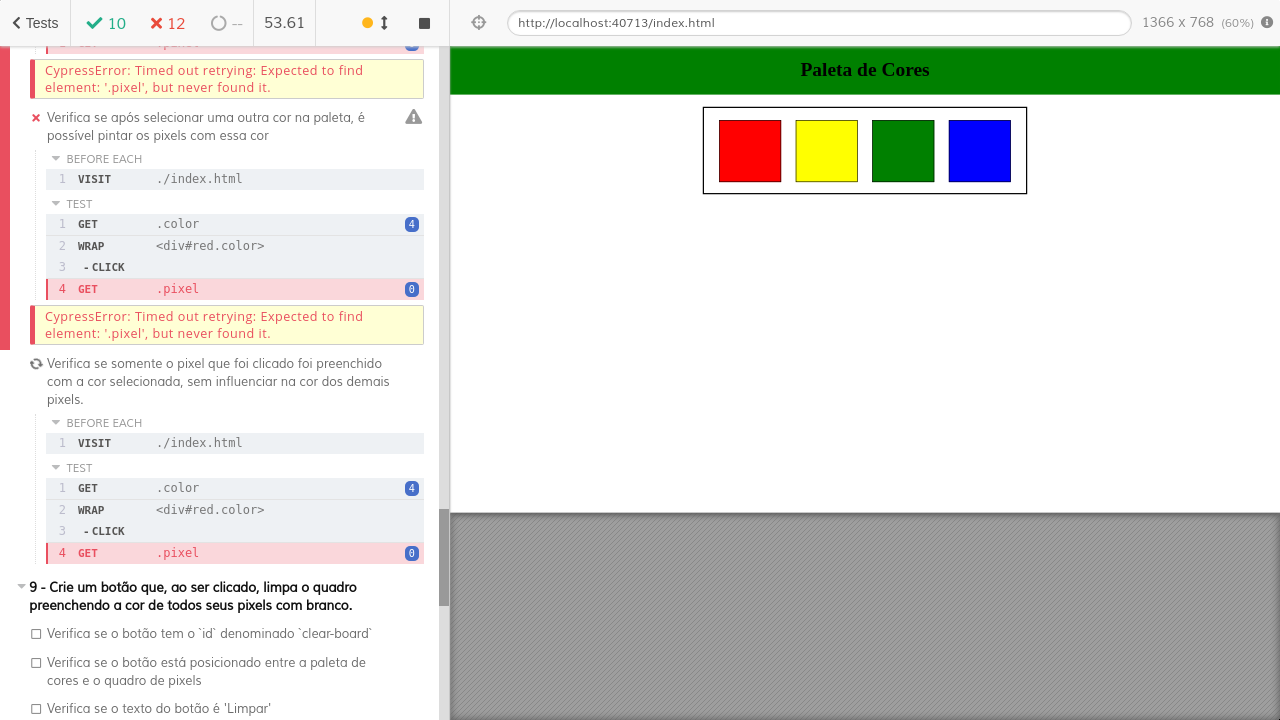 Tests 10 12 -- 53.61 http://localhost:40713/index.html 1366 x 768 (60%)
Paleta de Cores
CypressError: Timed out retrying: Expected to find
element: '.pixel', but never found it.
Verifica se após selecionar uma outra cor na paleta, é
possível pintar os pixels com essa cor
BEFORE EACH
1 VISIT ./index.html
TEST
1 GET .color 4
2 WRAP <div#red.color>
3 -CLICK
4 GET .pixel 0
CypressError: Timed out retrying: Expected to find
element: '.pixel', but never found it.
Verifica se somente o pixel que foi clicado foi preenchido
com a cor selecionada, sem influenciar na cor dos demais
pixels.
BEFORE EACH
1 VISIT ./index.html
TEST
1 GET .color 4
2 WRAP <div#red.color>
3 -CLICK
4 GET .pixel 0
9 - Crie um botão que, ao ser clicado, limpa o quadro
preenchendo a cor de todos seus pixels com branco.
Verifica se o botão tem o `id` denominado `clear-board`
Verifica se o botão está posicionado entre a paleta de
cores e o quadro de pixels
Verifica se o texto do botão é 'Limpar'